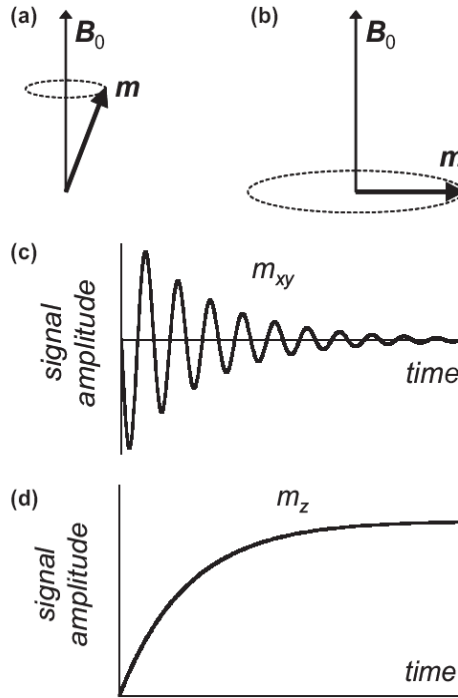 (a)
B0
m
(b)
B0
m
(c)
mxy
signal
amplitude
time
(d)
mz
signal
amplitude
time